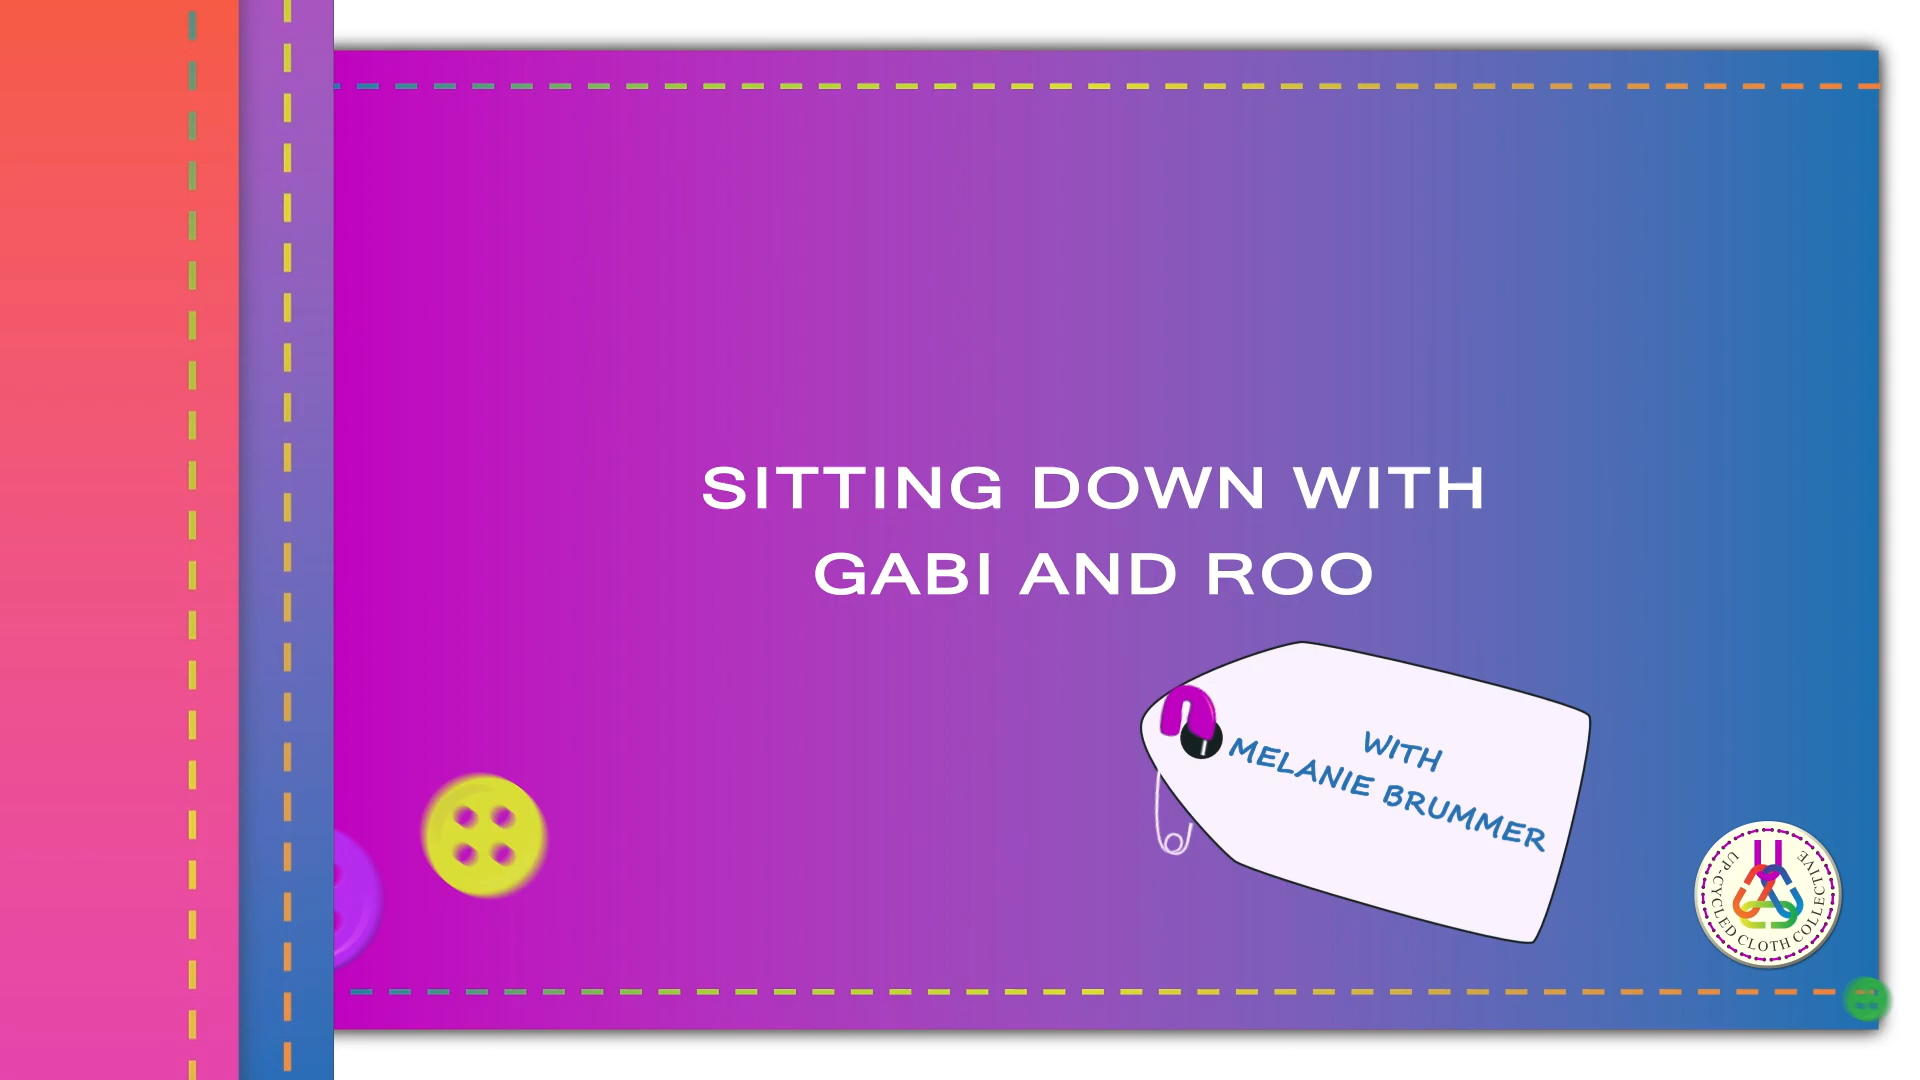 SITTING DOWN WITH
GABI AND ROO
WITH
MELANIE BRUMMER
UP-CYCLED CLOTH COLLECTIVE